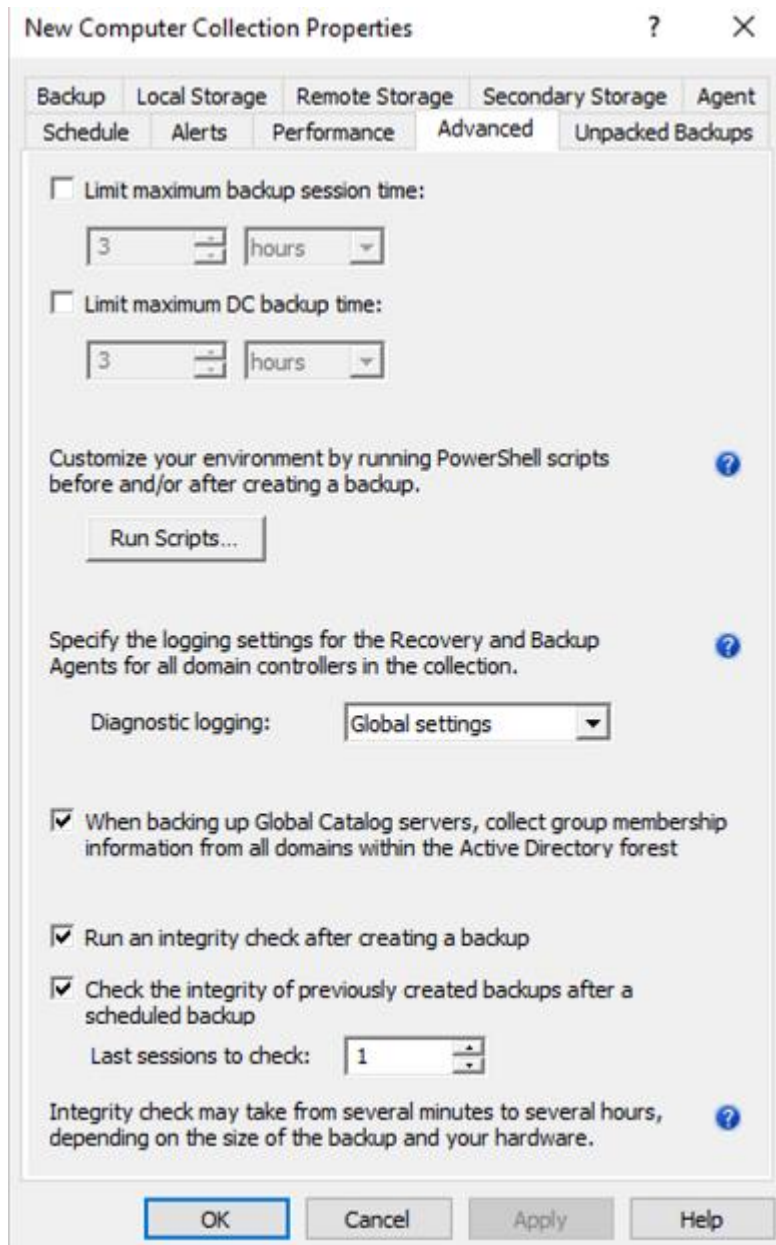 New Computer Collection Properties ? ×
Backup Local Storage Remote Storage Secondary Storage Agent
Schedule Alerts Performance Advanced Unpacked Backups
Limit maximum backup session time:
3 hours
Limit maximum DC backup time:
3 hours
Customize your environment by running PowerShell scripts
before and/or after creating a backup.
?
Run Scripts...
Specify the logging settings for the Recovery and Backup
Agents for all domain controllers in the collection.
?
Diagnostic logging: Global settings
When backing up Global Catalog servers, collect group membership
information from all domains within the Active Directory forest
Run an integrity check after creating a backup
Check the integrity of previously created backups after a
scheduled backup
Last sessions to check: 1
Integrity check may take from several minutes to several hours,
depending on the size of the backup and your hardware.
?
OK Cancel Apply Help